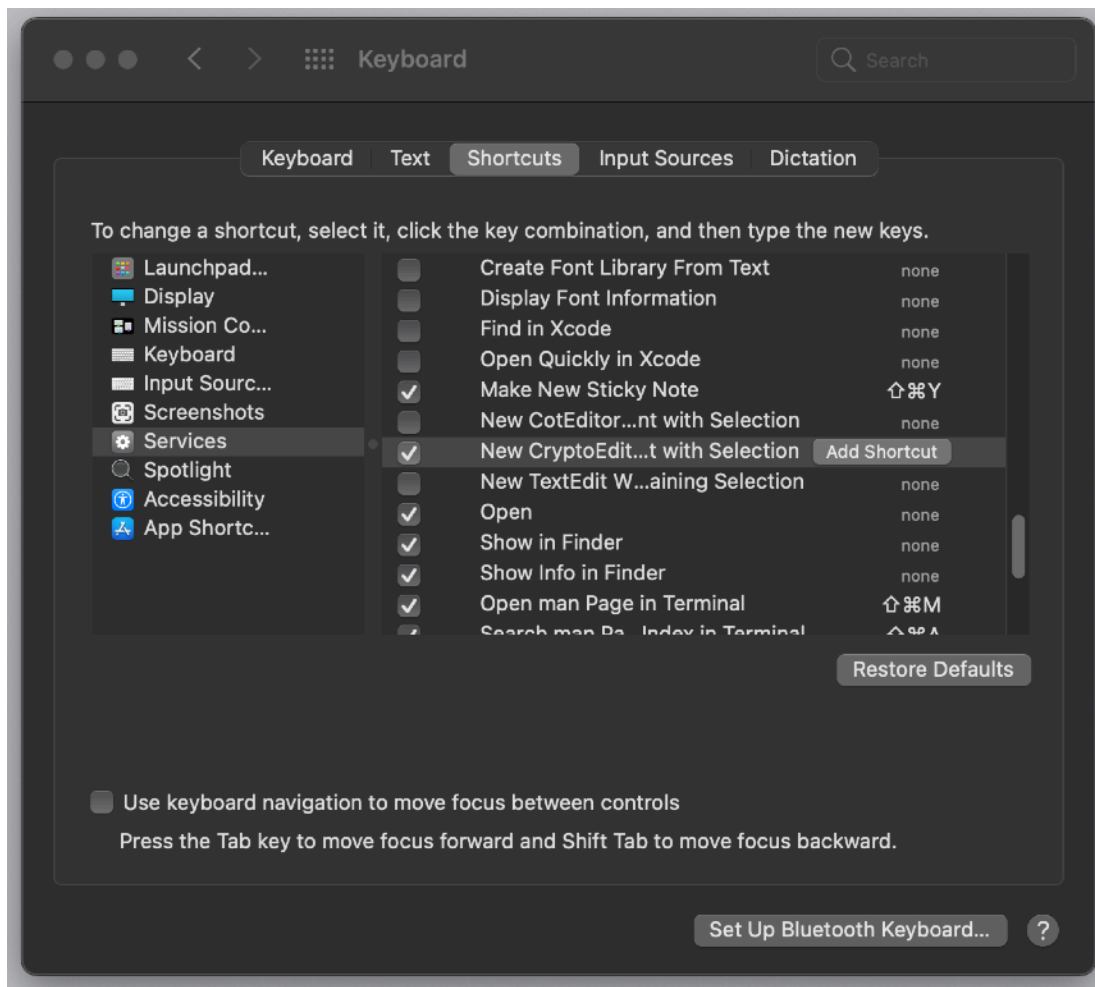 Keyboard
Search
Keyboard Text Shortcuts Input Sources Dictation
To change a shortcut, select it, click the key combination, and then type the new keys.
Launchpad...
Display
Mission Co...
Keyboard
Input Sourc...
Screenshots
Services
Spotlight
Accessibility
App Shortc...
Create Font Library From Text none
Display Font Information none
Find in Xcode none
Open Quickly in Xcode none
Make New Sticky Note ⇧⌘Y
New CotEditor...nt with Selection none
New CryptoEdit...t with Selection Add Shortcut
New TextEdit W...aining Selection none
Open none
Show in Finder none
Show Info in Finder none
Open man Page in Terminal ⇧⌘M
Search man Pa...Index in Terminal ⇧⌘A
Restore Defaults
Use keyboard navigation to move focus between controls
Press the Tab key to move focus forward and Shift Tab to move focus backward.
Set Up Bluetooth Keyboard... ?